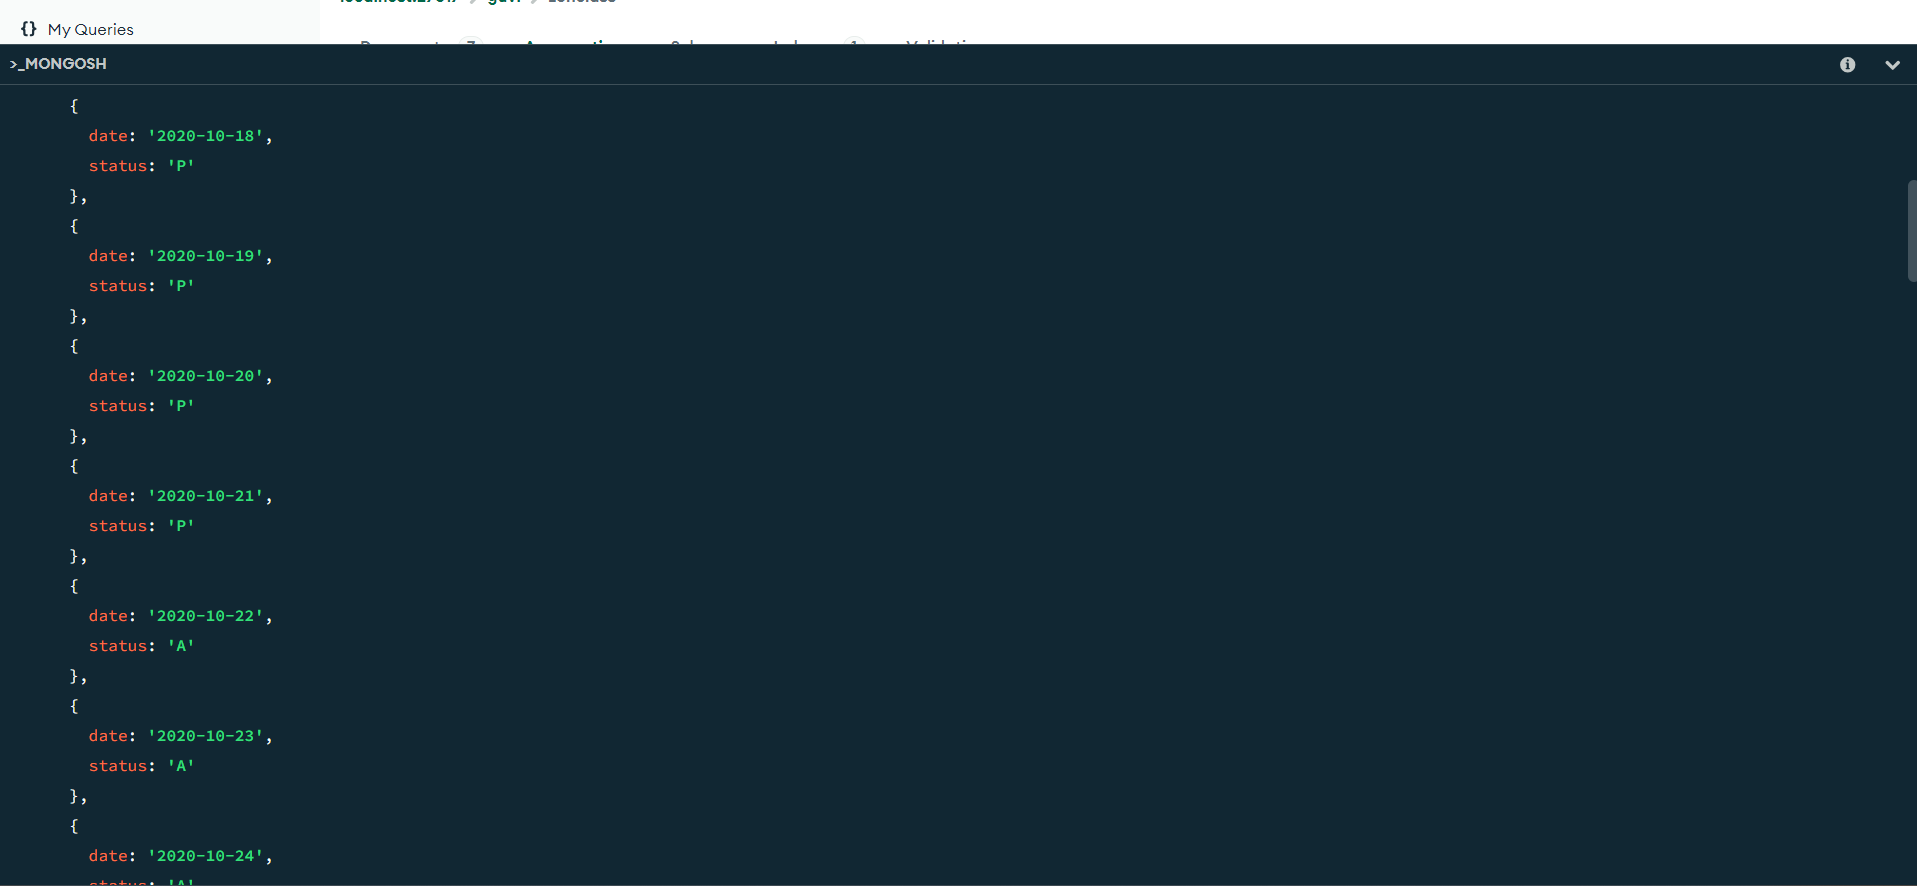 {} My Queries
>_MONGOSH
{
date: '2020-10-18',
status: 'P'
},
{
date: '2020-10-19',
status: 'P'
},
{
date: '2020-10-20',
status: 'P'
},
{
date: '2020-10-21',
status: 'P'
},
{
date: '2020-10-22',
status: 'A'
},
{
date: '2020-10-23',
status: 'A'
},
{
date: '2020-10-24',
status: 'A'